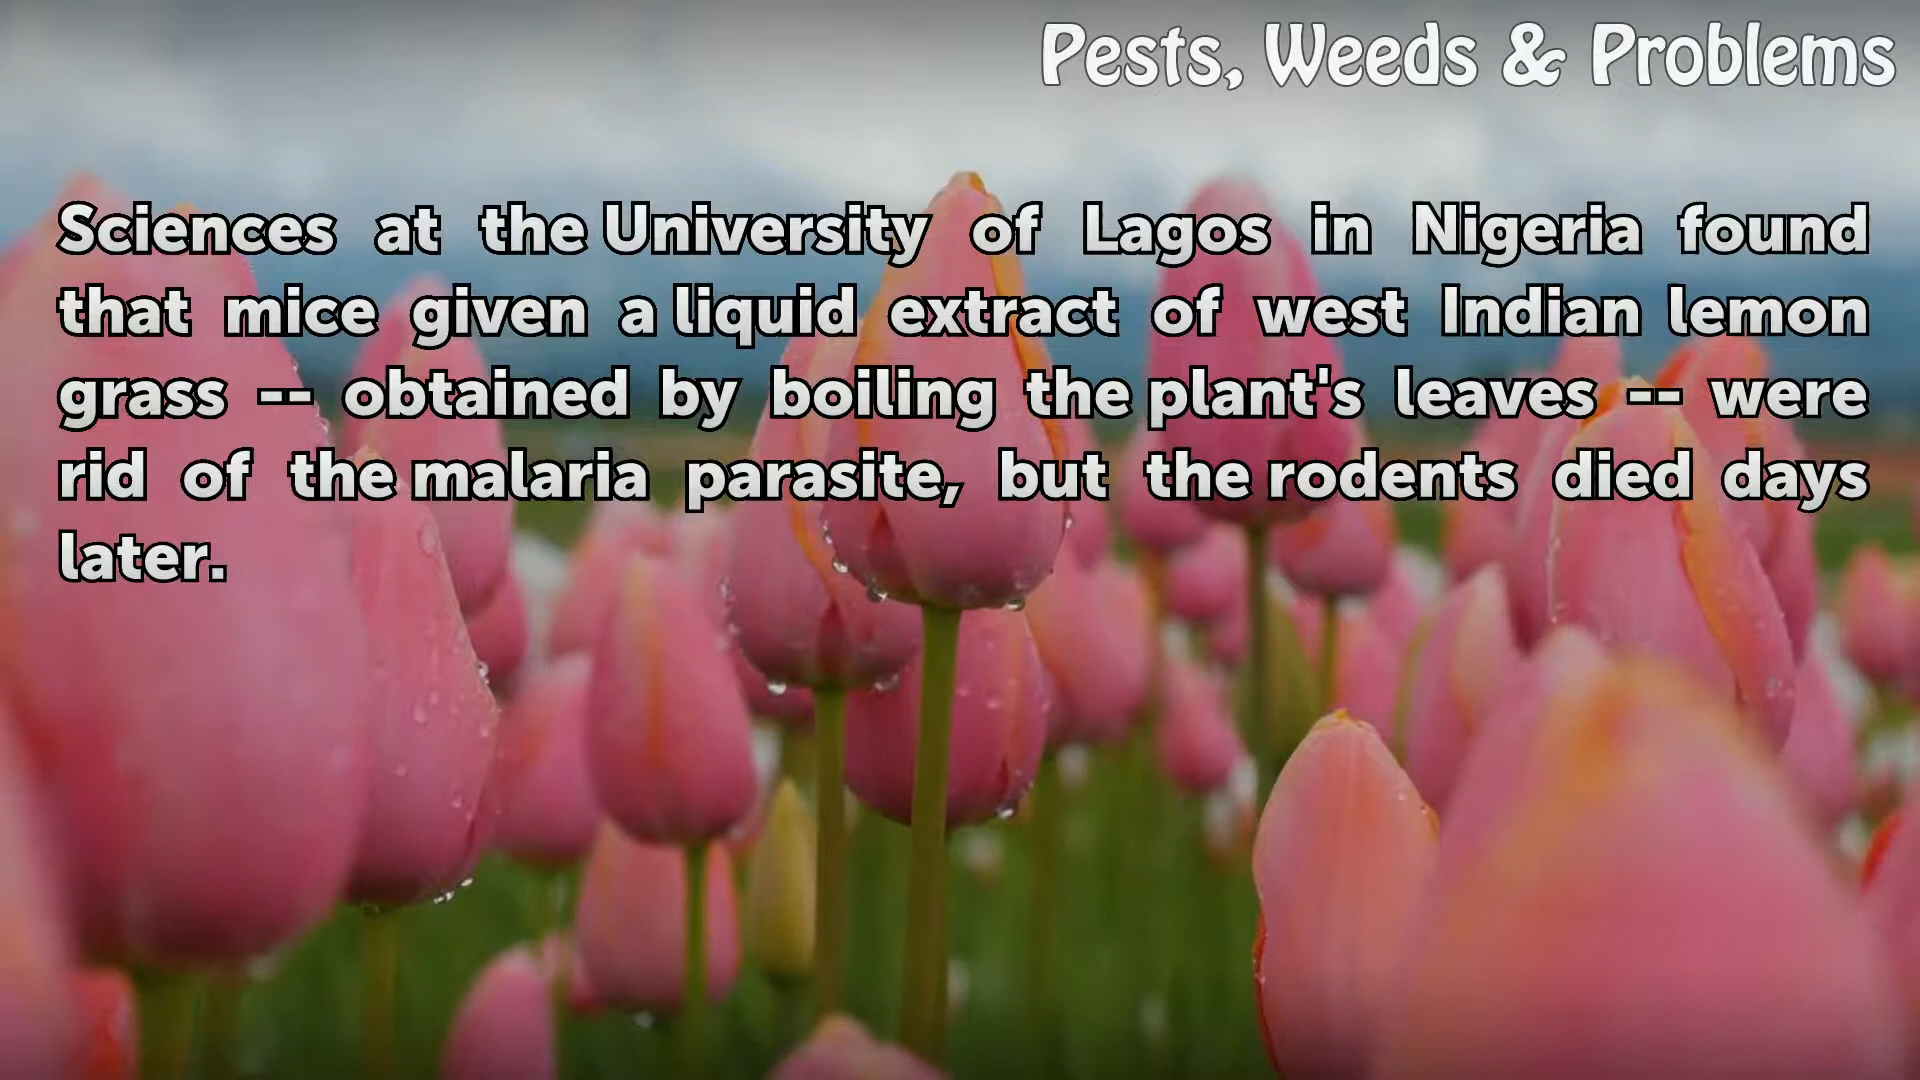 Pests, Weeds & Problems
Sciences at the University of Lagos in Nigeria found
that mice given a liquid extract of west Indian lemon
grass -- obtained by boiling the plant's leaves -- were
rid of the malaria parasite, but the rodents died days
later.